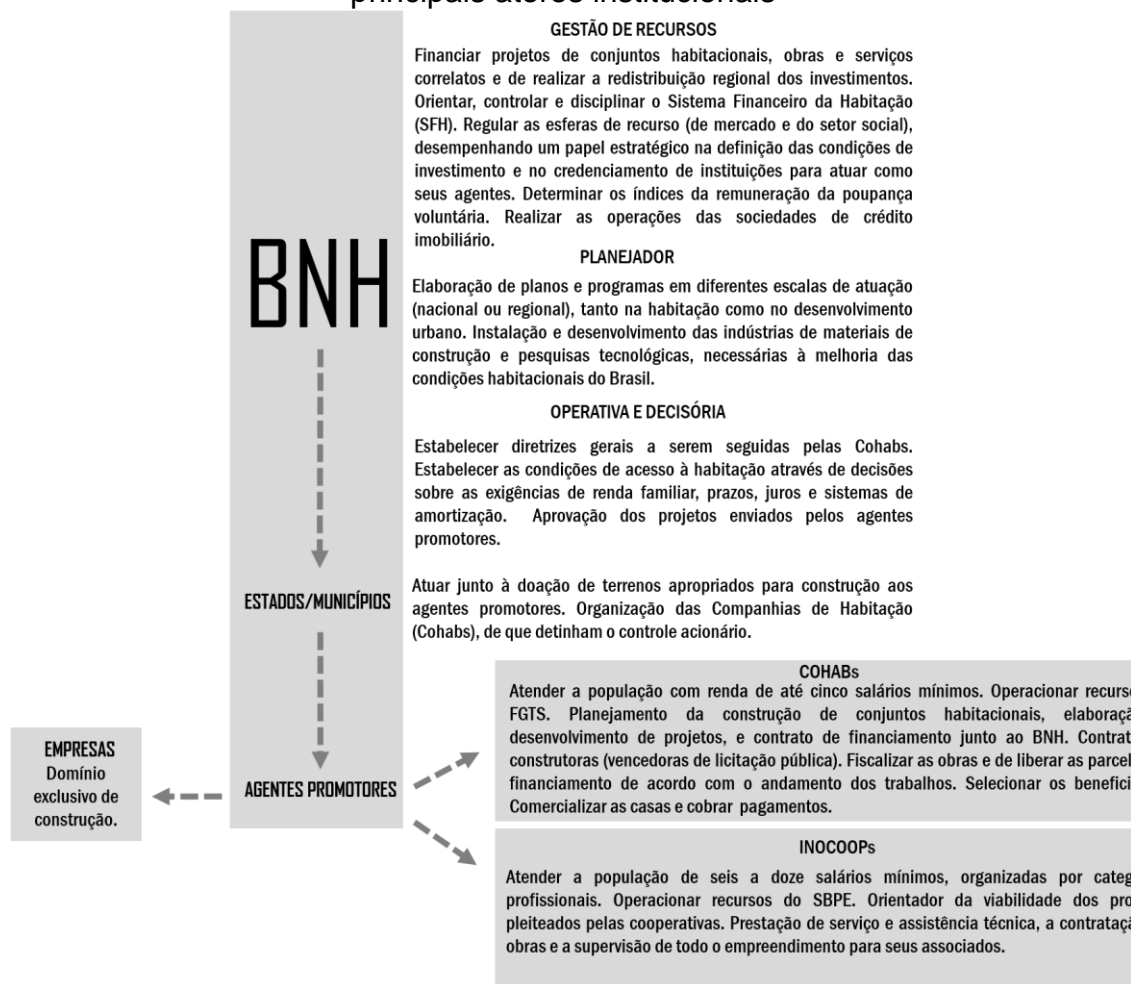 principais atores institucionais
GESTÃO DE RECURSOS
Financiar projetos de conjuntos habitacionais, obras e serviços
correlatos e de realizar a redistribuição regional dos investimentos.
Orientar, controlar e disciplinar o Sistema Financeiro da Habitação
(SFH). Regular as esferas de recurso (de mercado e do setor social),
desempenhando um papel estratégico na definição das condições de
investimento e no credenciamento de instituições para atuar como
seus agentes. Determinar os índices da remuneração da poupança
voluntária. Realizar as operações das sociedades de crédito
imobiliário.
BNH
PLANEJADOR
Elaboração de planos e programas em diferentes escalas de atuação
(nacional ou regional), tanto na habitação como no desenvolvimento
urbano. Instalação e desenvolvimento das indústrias de materiais de
construção e pesquisas tecnológicas, necessárias à melhoria das
condições habitacionais do Brasil.
OPERATIVA E DECISÓRIA
Estabelecer diretrizes gerais a serem seguidas pelas Cohabs.
Estabelecer as condições de acesso à habitação através de decisões
sobre as exigências de renda familiar, prazos, juros e sistemas de
amortização. Aprovação dos projetos enviados pelos agentes
promotores.
ESTADOS/MUNICÍPIOS
Atuar junto à doação de terrenos apropriados para construção aos
agentes promotores. Organização das Companhias de Habitação
(Cohabs), de que detinham o controle acionário.
COHABs
Atender a população com renda de até cinco salários mínimos. Operacionar recurs
FGTS. Planejamento da construção de conjuntos habitacionais, elaboraçã
desenvolvimento de projetos, e contrato de financiamento junto ao BNH. Contrat
construtoras (vencedoras de licitação pública). Fiscalizar as obras e de liberar as parcel
financiamento de acordo com o andamento dos trabalhos. Selecionar os benefici
Comercializar as casas e cobrar pagamentos.
EMPRESAS
Domínio
exclusivo de
construção.
AGENTES PROMOTORES
INOCOOPs
Atender a população de seis a doze salários mínimos, organizadas por categ
profissionais. Operacionar recursos do SBPE. Orientador da viabilidade dos pro
pleiteados pelas cooperativas. Prestação de serviço e assistência técnica, a contrataçã
obras e a supervisão de todo o empreendimento para seus associados.